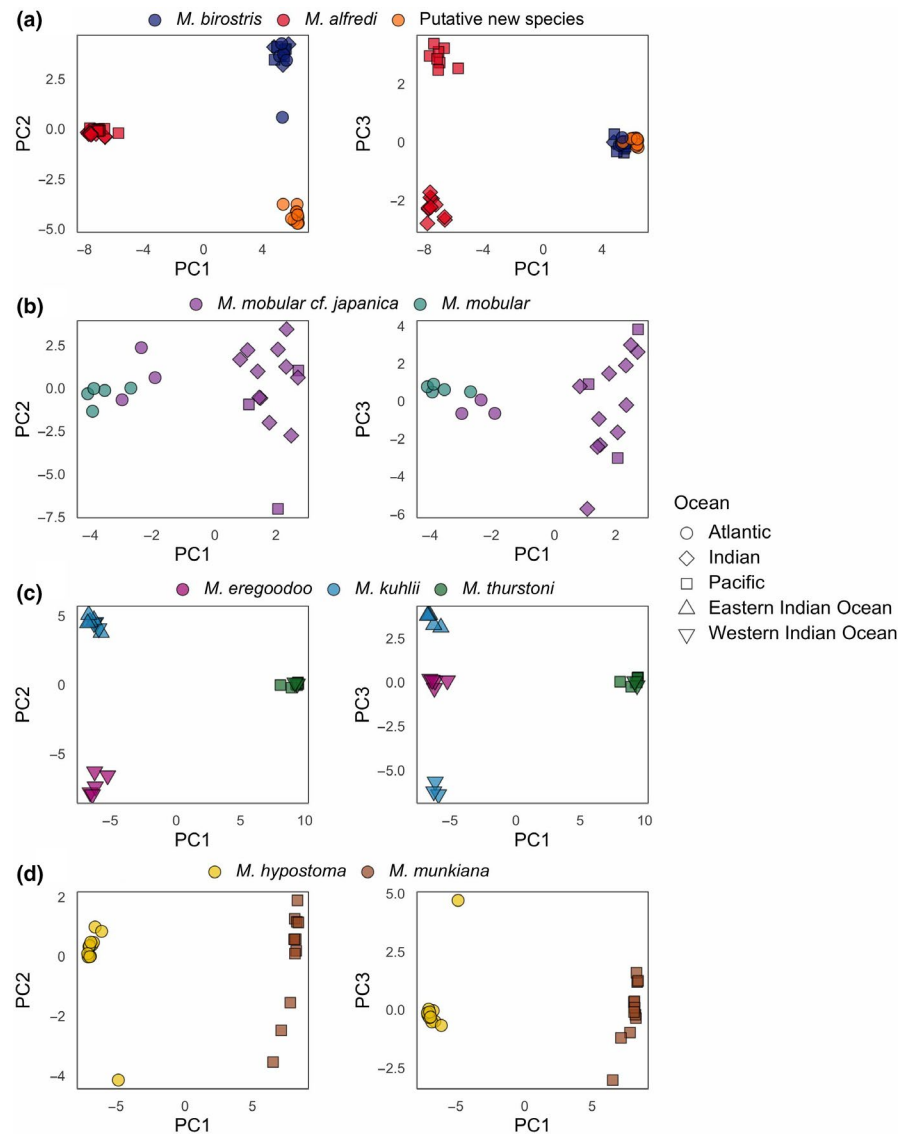 (a) M. birostris M. alfredi Putative new species
PC2
2.5
0.0
−2.5
−5.0
−8 −4 0 4
PC1
PC3
2
0
−2
−8 −4 0 4
PC1
(b) M. mobular cf. japanica M. mobular
PC2
2.5
0.0
−2.5
−5.0
−7.5
−4 −2 0 2
PC1
PC3
4
2
0
−2
−4
−6
−4 −2 0 2
PC1
Ocean
Atlantic
Indian
Pacific
Eastern Indian Ocean
Western Indian Ocean
(c) M. eregoodoo M. kuhlii M. thurstoni
PC2
5
0
−5
−5 0 5 10
PC1
PC3
2.5
0.0
−2.5
−5.0
−5 0 5 10
PC1
(d) M. hypostoma M. munkiana
PC2
2
0
−2
−4
−5 0 5
PC1
PC3
5.0
2.5
0.0
−2.5
−5 0 5
PC1